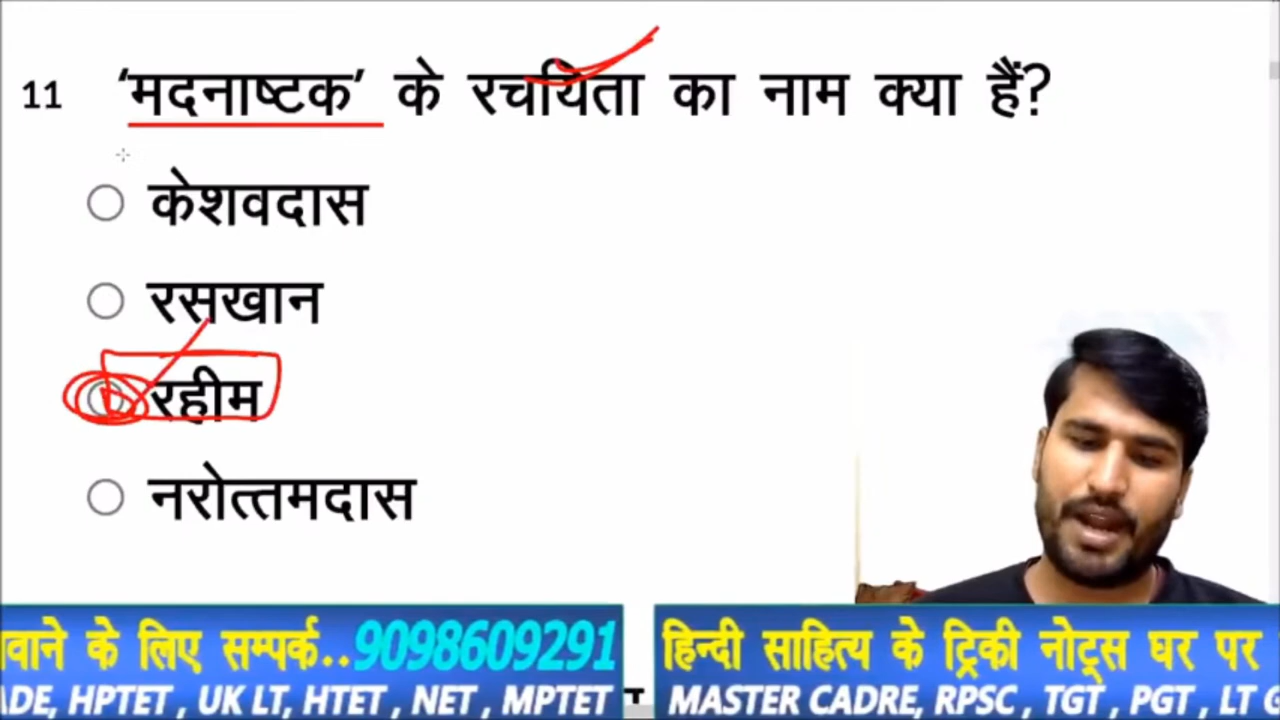 11 ‘मदनाष्टक’ के रचयिता का नाम क्या हैं?
केशवदास
रसखान
रहीम
नरोत्तमदास
वाने के लिए सम्पर्क..9098609291
हिन्दी साहित्य के ट्रिकी नोट्स घर पर
ADE, HPTET , UK LT, HTET , NET , MPTET
MASTER CADRE, RPSC , TGT , PGT , LT G